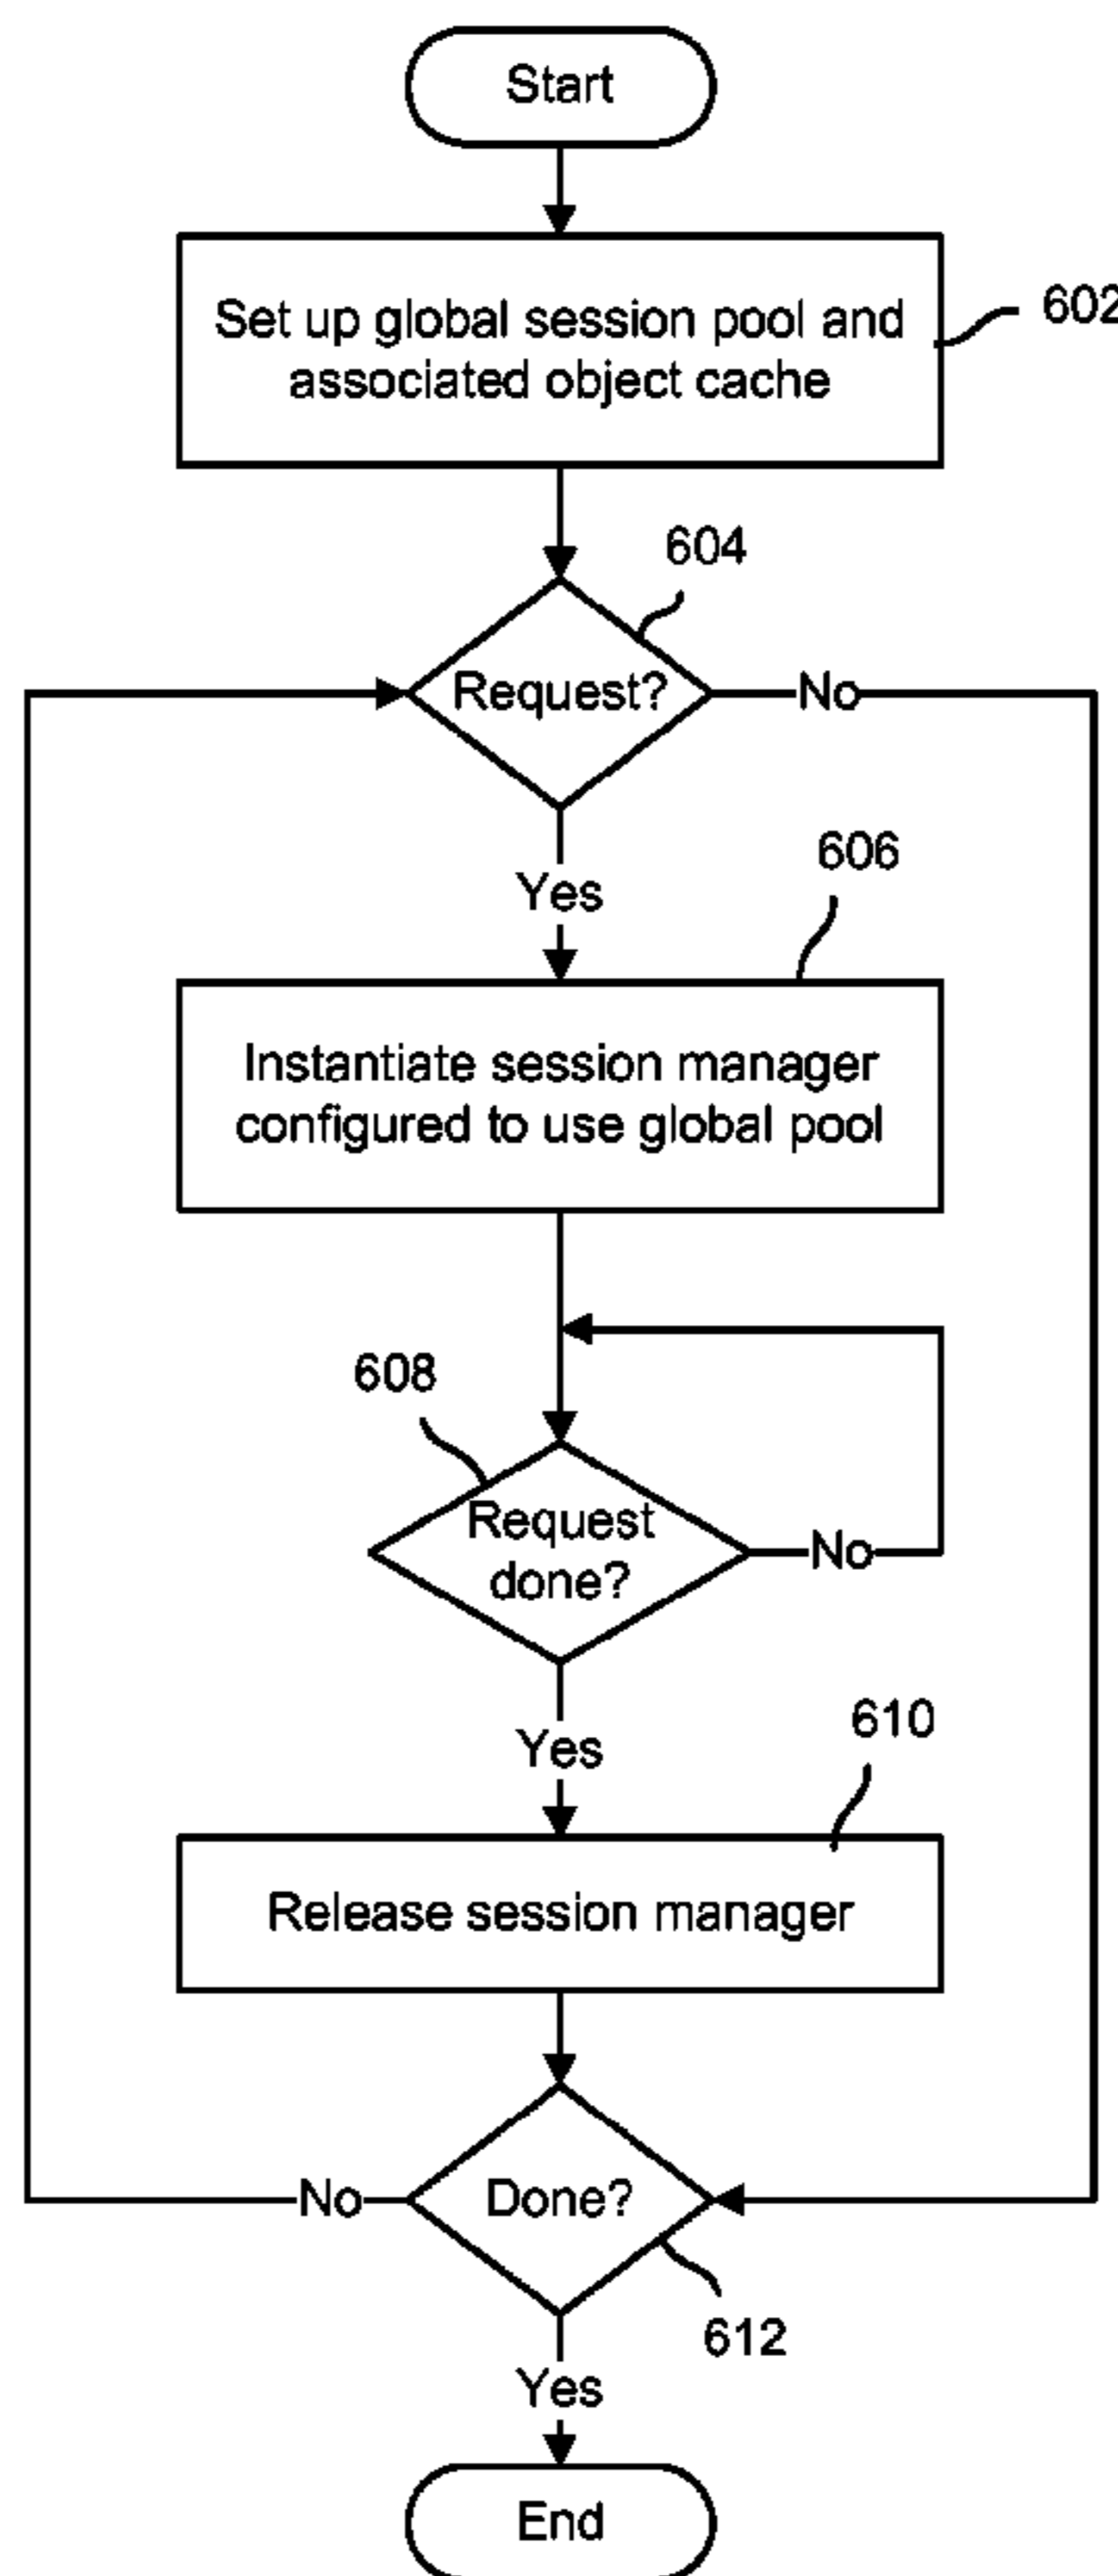 Start
Set up global session pool and
associated object cache
602
604
Request?
No
Yes
606
Instantiate session manager
configured to use global pool
608
Request
done?
No
Yes
610
Release session manager
No
Done?
612
Yes
End